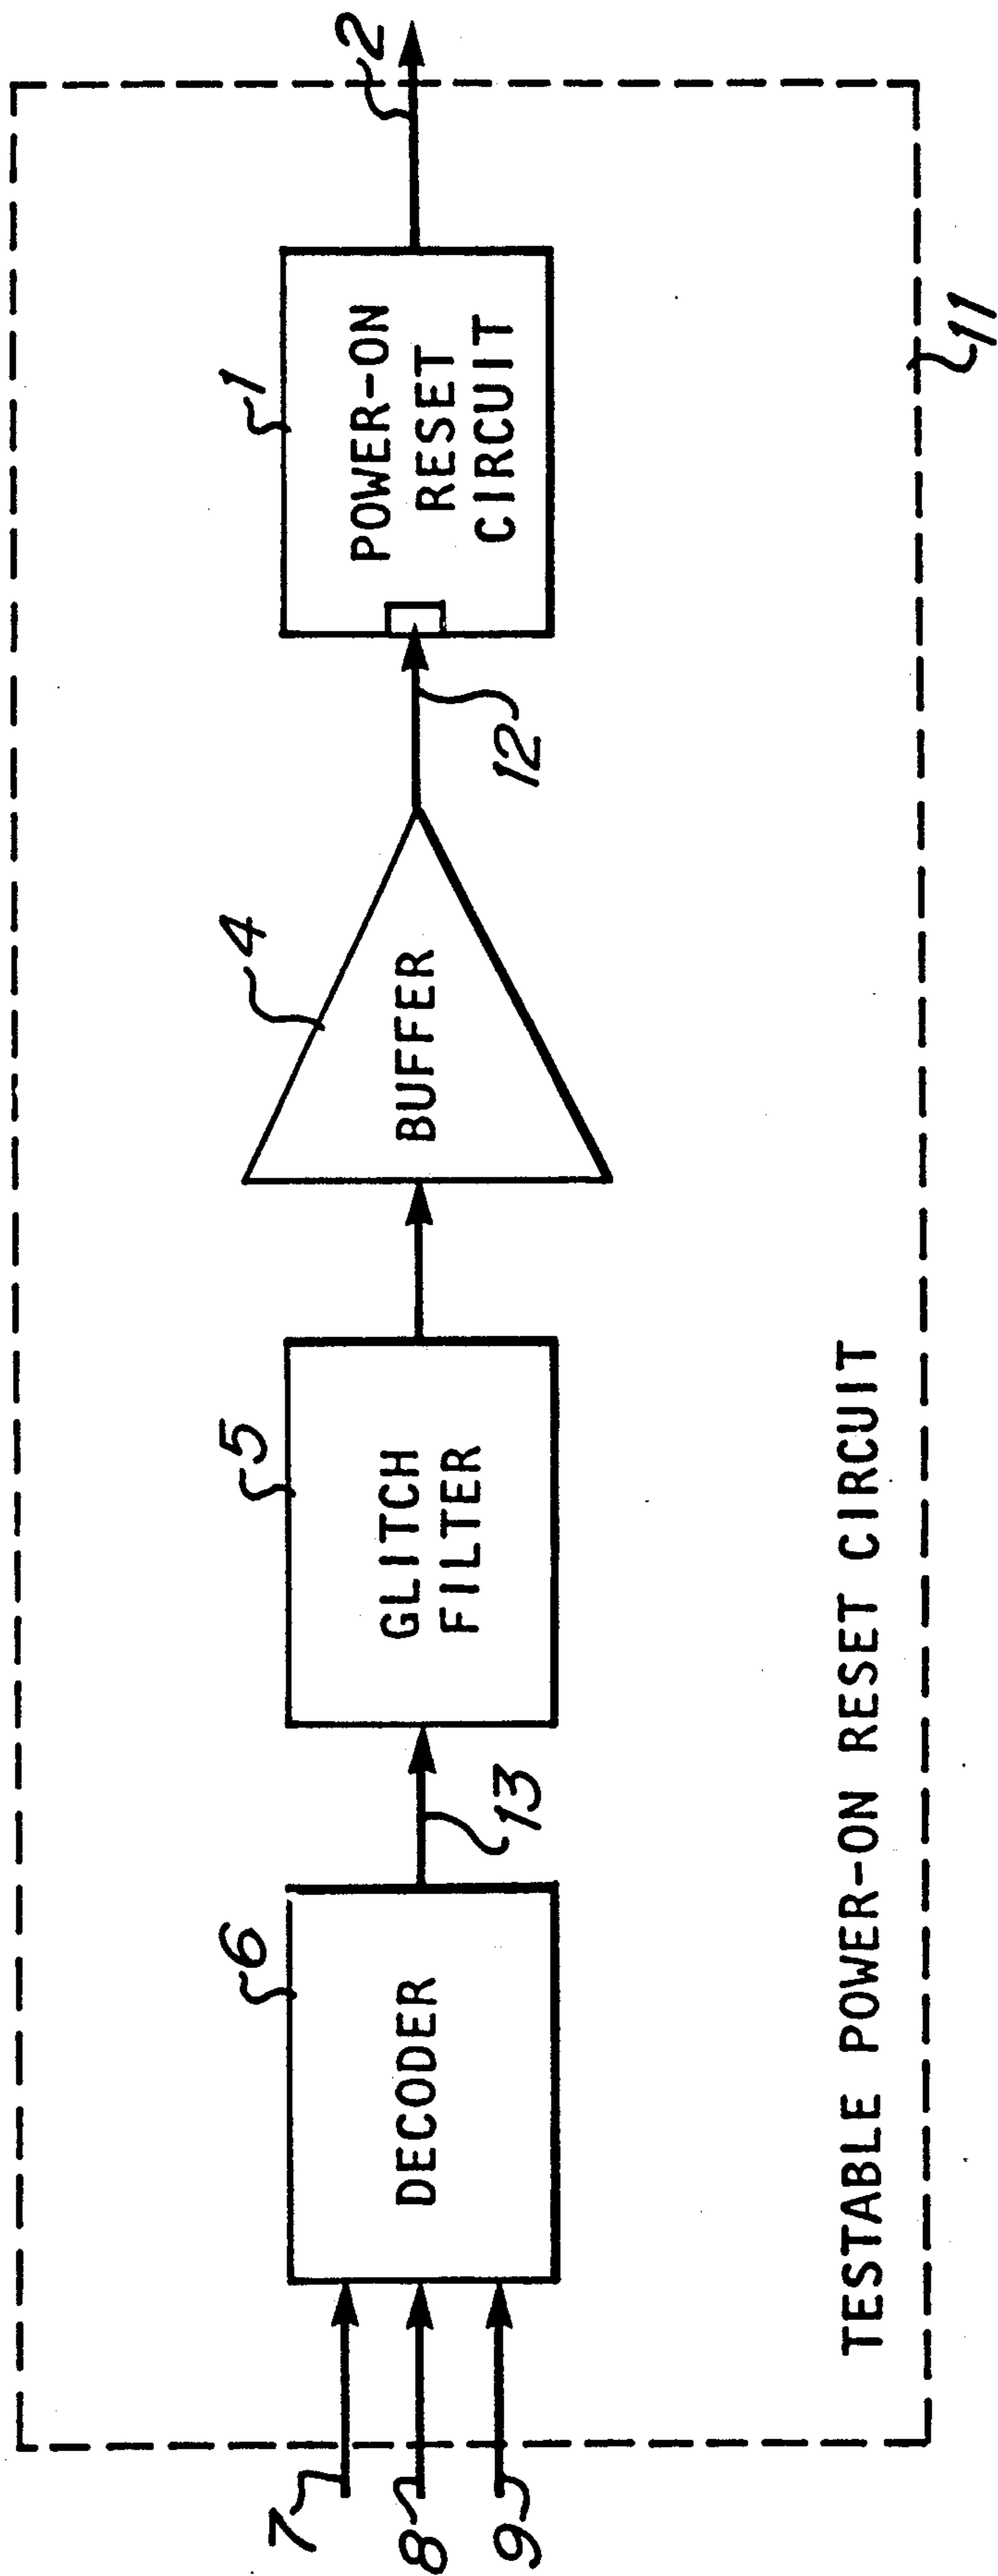 7
8
9
6
DECODER
13
5
GLITCH
FILTER
4
BUFFER
12
1
POWER-ON
RESET
CIRCUIT
2
TESTABLE POWER-ON RESET CIRCUIT
11